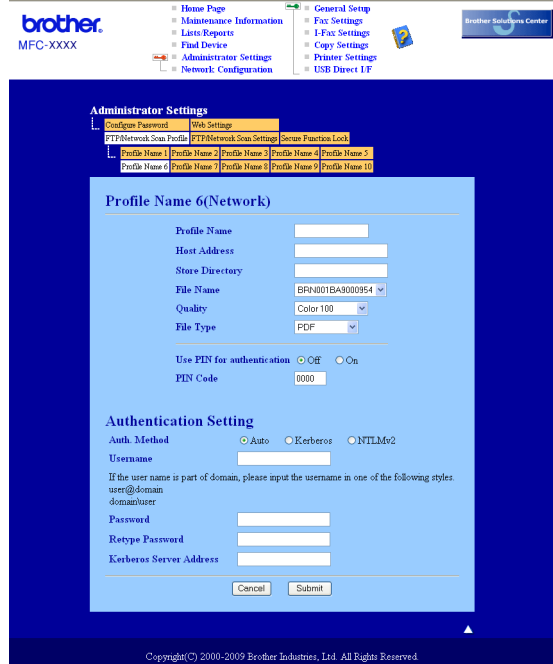 brother.
MFC-XXXX
Home Page
Maintenance Information
Lists/Reports
Find Device
Administrator Settings
Network Configuration
General Setup
Fax Settings
I-Fax Settings
Copy Settings
Printer Settings
USB Direct I/F
Brother Solutions Center
Administrator Settings
Configure Password Web Settings
FTP/Network Scan Profile FTP/Network Scan Settings Secure Function Lock
Profile Name 1 Profile Name 2 Profile Name 3 Profile Name 4 Profile Name 5
Profile Name 6 Profile Name 7 Profile Name 8 Profile Name 9 Profile Name 10
Profile Name 6(Network)
Profile Name
Host Address
Store Directory
File Name BRN001BA9000954
Quality Color 100
File Type PDF
Use PIN for authentication Off On
PIN Code 0000
Authentication Setting
Auth. Method Auto Kerberos NTLMv2
Username
If the user name is part of domain, please input the username in one of the following styles.
user@domain
domain\user
Password
Retype Password
Kerberos Server Address
Cancel Submit
Copyright(C) 2000-2009 Brother Industries, Ltd. All Rights Reserved.